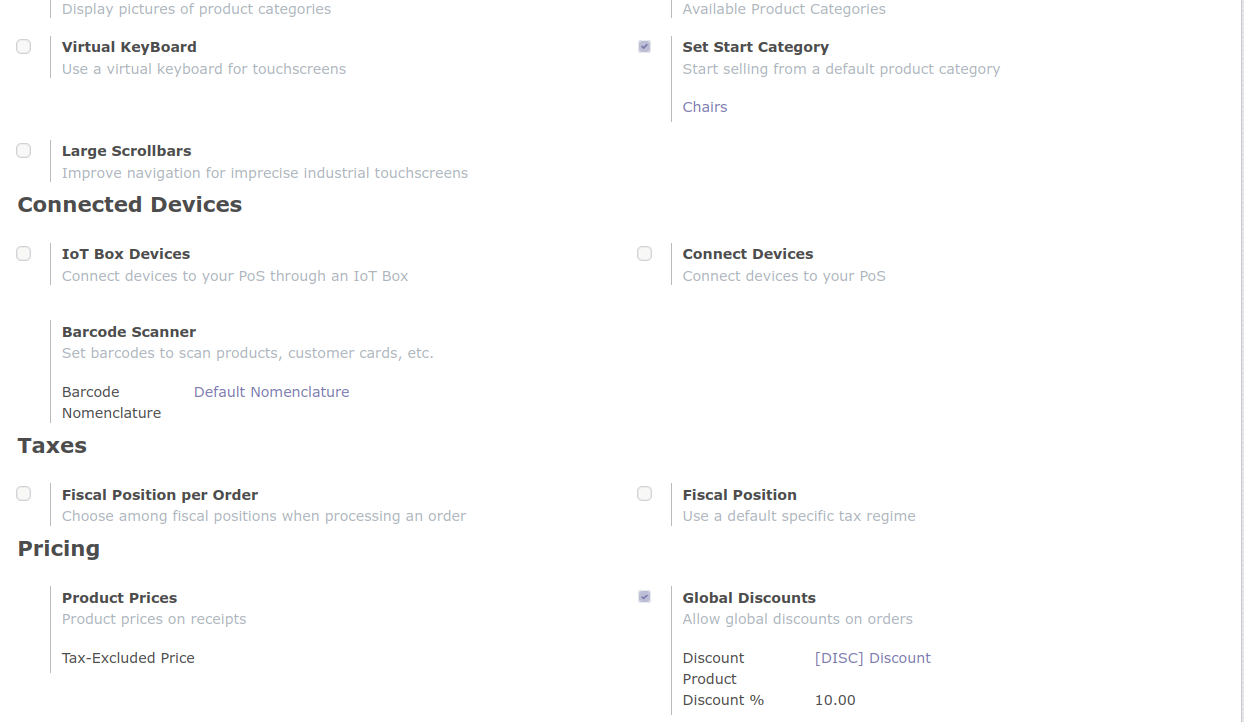 Display pictures of product categories
Available Product Categories
Virtual KeyBoard
Use a virtual keyboard for touchscreens
Set Start Category
Start selling from a default product category
Chairs
Large Scrollbars
Improve navigation for imprecise industrial touchscreens
Connected Devices
IoT Box Devices
Connect devices to your PoS through an IoT Box
Connect Devices
Connect devices to your PoS
Barcode Scanner
Set barcodes to scan products, customer cards, etc.
Barcode Default Nomenclature
Nomenclature
Taxes
Fiscal Position per Order
Choose among fiscal positions when processing an order
Fiscal Position
Use a default specific tax regime
Pricing
Product Prices
Product prices on receipts
Tax-Excluded Price
Global Discounts
Allow global discounts on orders
Discount [DISC] Discount
Product
Discount % 10.00